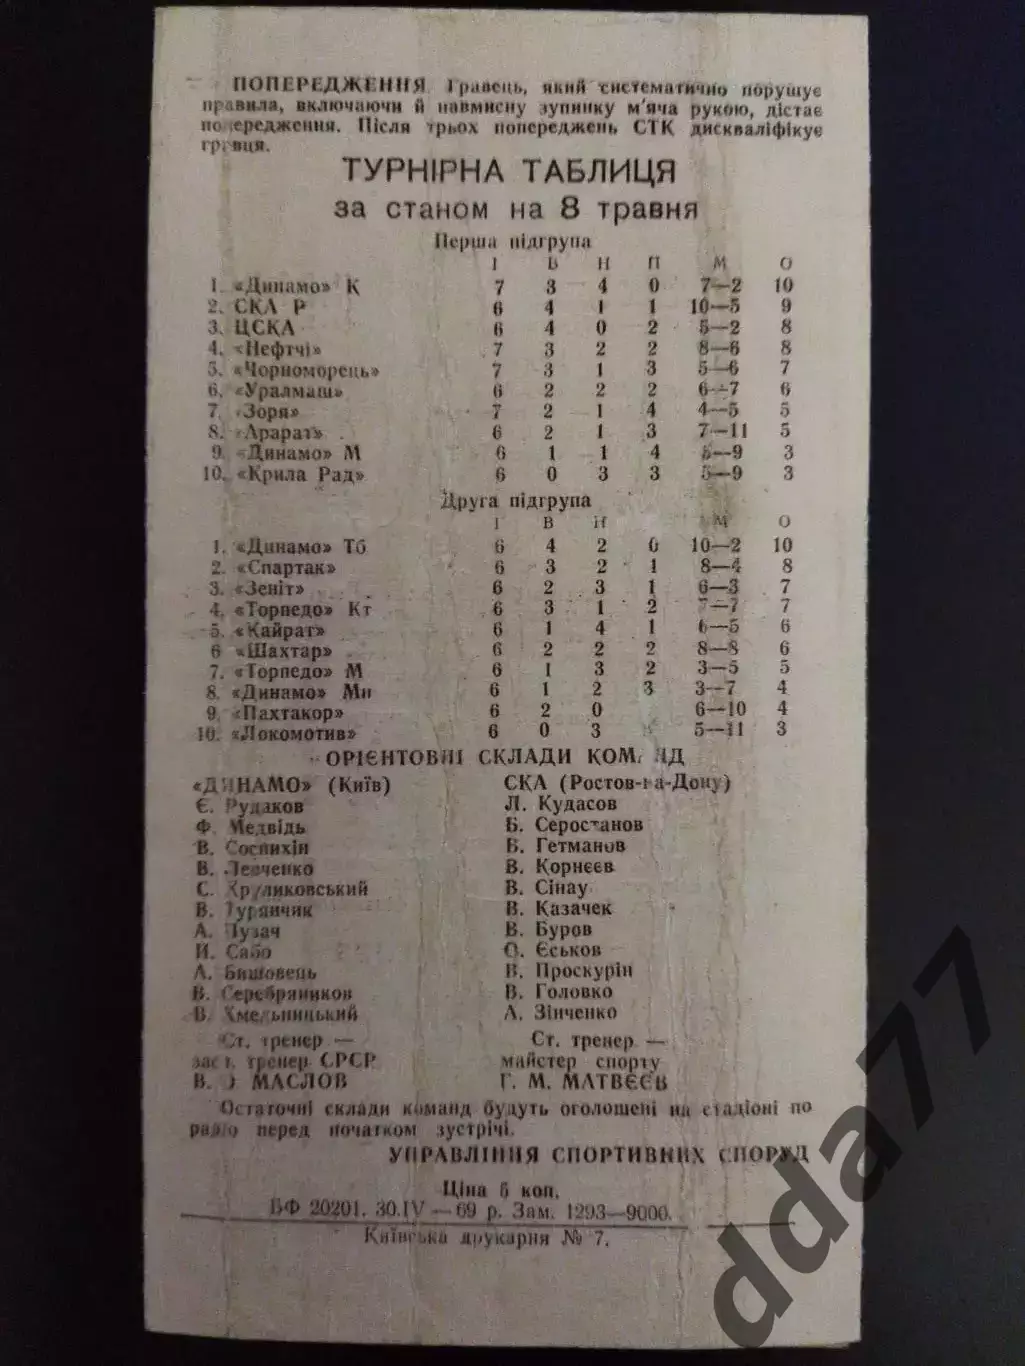 ПОПЕРЕДЖЕННЯ. Гравець, який систематично порушує
правила, включаючи й навмисну зупинку м'яча рукою, дістає
попередження. Після трьох попереджень СТК дискваліфікує
гравця.
ТУРНІРНА ТАБЛИЦЯ
за станом на 8 травня
Перша підгрупа
І В Н П М О
1. «Динамо» К 7 3 4 0 7—2 10
2. СКА Р 6 4 1 1 10—5 9
3. ЦСКА 6 4 0 2 5—2 8
4. «Нефтчі» 7 3 2 2 8—6 8
5. «Чорноморець» 7 3 1 3 5—6 7
6. «Уралмаш» 6 2 2 2 6—7 6
7. «Зоря» 7 2 1 4 4—5 5
8. «Арарат» 6 2 1 3 7—11 5
9. «Динамо» М 6 1 1 4 5—9 3
10. «Крила Рад» 6 0 3 3 5—9 3
Друга підгрупа
І В Н М О
1. «Динамо» Тб 6 4 2 0 10—2 10
2. «Спартак» 6 3 2 1 8—4 8
3. «Зеніт» 6 2 3 1 6—3 7
4. «Торпедо» Кт 6 3 1 2 7—7 7
5. «Кайрат» 6 1 4 1 6—5 6
6 «Шахтар» 6 2 2 2 8—8 6
7. «Торпедо» М 6 1 3 2 3—5 5
8. «Динамо» Мн 6 1 2 3 3—7 4
9. «Пахтакор» 6 2 0 6—10 4
10. «Локомотив» 6 0 3 5—11 3
ОРІЄНТОВНІ СКЛАДИ КОМАНД
«ДИНАМО» (Київ) СКА (Ростов-на-Дону)
Є. Рудаков Л. Кудасов
Ф. Медвідь Б. Серостанов
В. Соснихін В. Гетманов
В. Левченко В. Корнєєв
С. Круликовський В. Сінау
В. Турянчик В. Казачек
А. Пузач В. Буров
Й. Сабо О. Єськов
А. Бишовець В. Проскурін
В. Серебряников В. Головко
В. Хмельницький А. Зінченко
Ст. тренер — Ст. тренер —
засл. тренер СРСР майстер спорту
В. О МАСЛОВ Г. М. МАТВЄЄВ
Остаточні склади команд будуть оголошені на стадіоні по
радіо перед початком зустрічі.
УПРАВЛІННЯ СПОРТИВНИХ СПОРУД
Ціна 5 коп.
БФ 20201. 30.IV—69 р. Зам. 1293—9000.
Київська друкарня № 7.
dda77